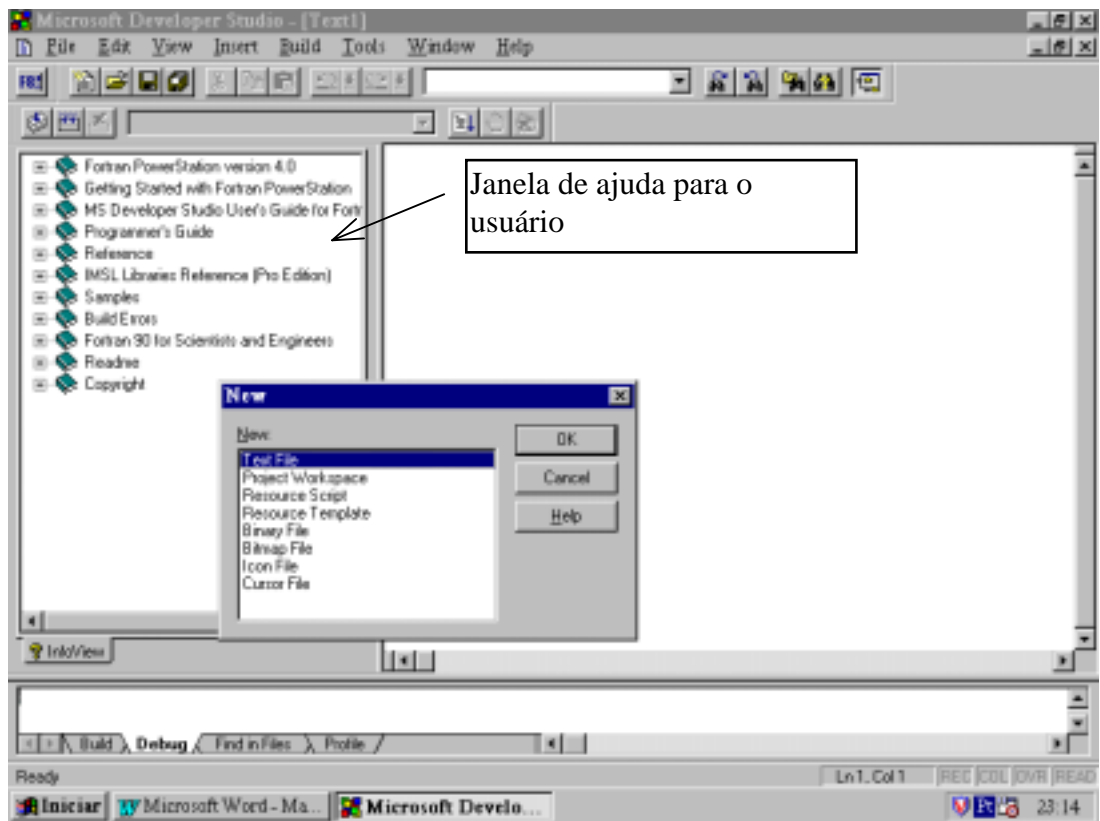 Microsoft Developer Studio - [Text1]
File Edit View Insert Build Tools Window Help
Fortran PowerStation version 4.0
Getting Started with Fortran PowerStation
MS Developer Studio User's Guide for Fortr
Programmer's Guide
Reference
IMSL Libraries Reference (Pro Edition)
Samples
Build Errors
Fortran 90 for Scientists and Engineers
Readme
Copyright
Janela de ajuda para o
usuário
New
New:
Text File
Project Workspace
Resource Script
Resource Template
Binary File
Bitmap File
Icon File
Cursor File
OK
Cancel
Help
InfoView
Build Debug Find in Files Profile
Ready Ln 1, Col 1 REC COL OVR READ
Iniciar Microsoft Word - Ma... Microsoft Develo... Pt 23:14